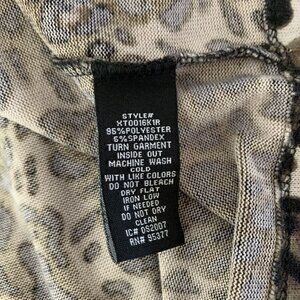 STYLE#
XT0016K1R
95%POLYESTER
5%SPANDEX
TURN GARMENT
INSIDE OUT
MACHINE WASH
COLD
WITH LIKE COLORS
DO NOT BLEACH
DRY FLAT
IRON LOW
IF NEEDED
DO NOT DRY
CLEAN
IC# 052007
RN# 95377